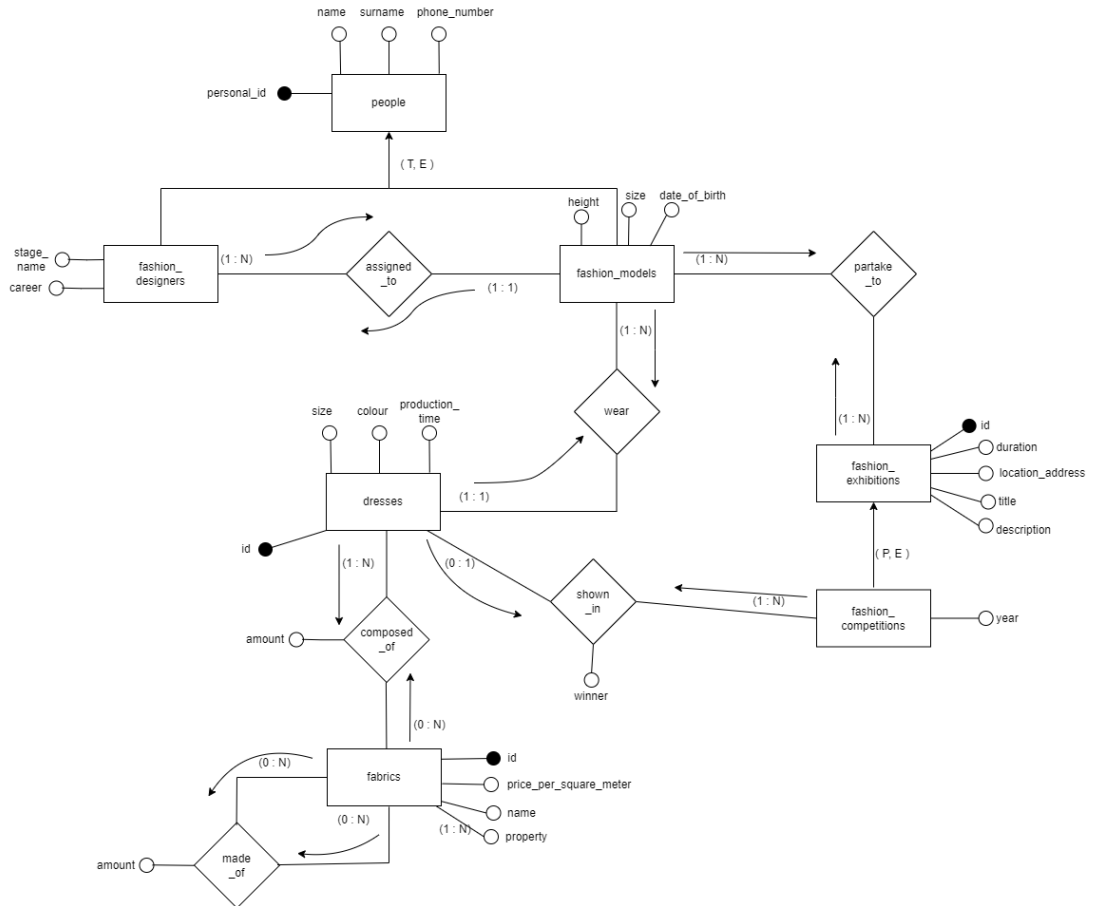 name surname phone_number
personal_id
people
( T, E )
height
size
date_of_birth
stage_
name
career
fashion_
designers
(1 : N)
assigned
_to
(1 : 1)
fashion_models
(1 : N)
partake
_to
(1 : N)
wear
(1 : N)
size
colour
production_
time
dresses
(1 : 1)
id
fashion_
exhibitions
id
duration
location_address
title
description
( P, E )
(1 : N)
(0 : 1)
shown
_in
(1 : N)
fashion_
competitions
year
winner
amount
composed
_of
(0 : N)
(0 : N)
fabrics
id
price_per_square_meter
name
(1 : N)
property
(0 : N)
amount
made
_of